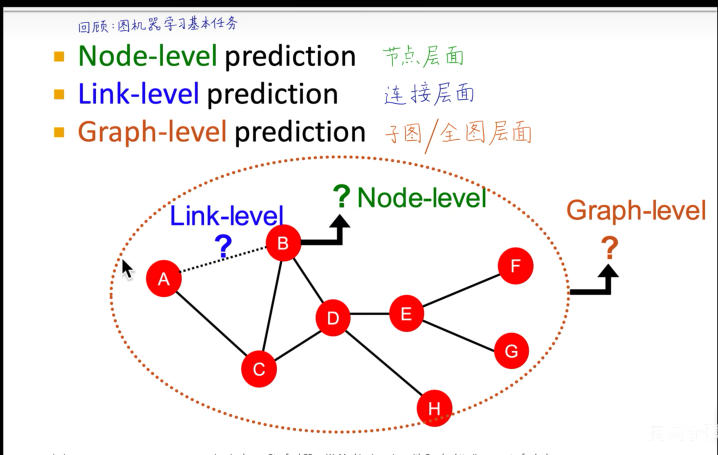 回顾：图机器学习基本任务
Node-level prediction 节点层面
Link-level prediction 连接层面
Graph-level prediction 子图/全图层面
? Node-level
Link-level
?
Graph-level
?
B
A
F
D
E
G
C
H